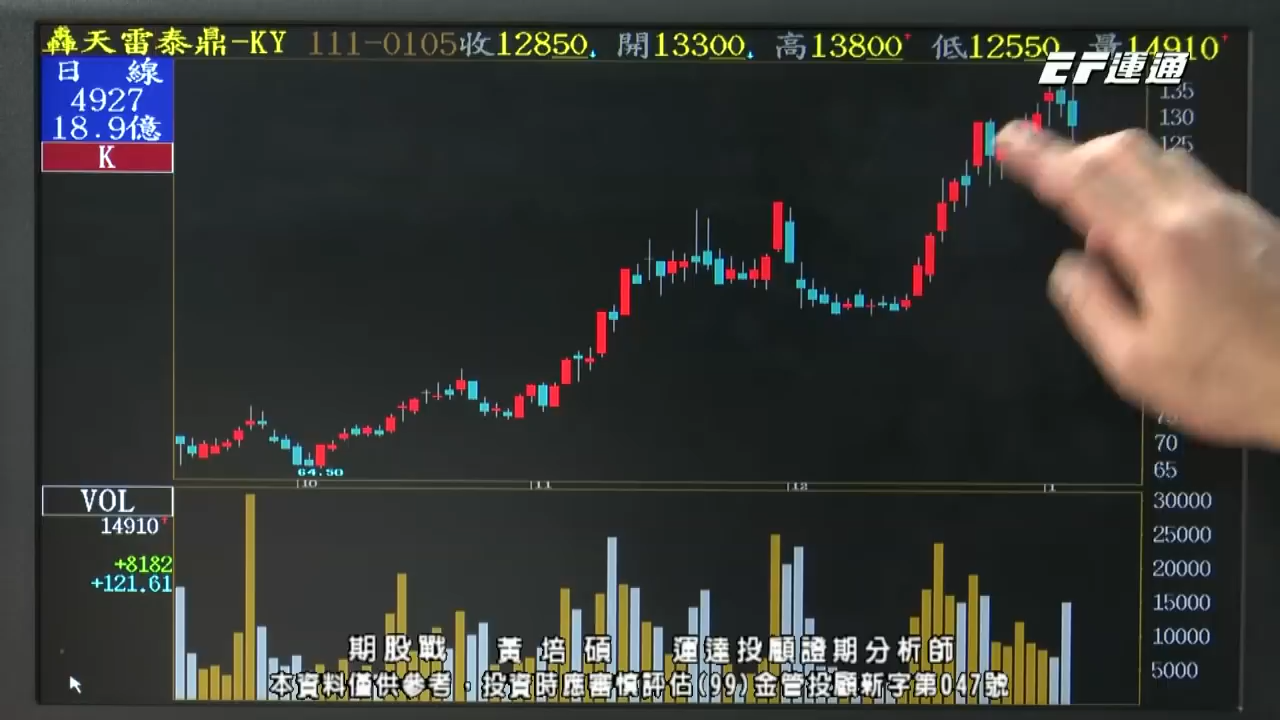 轟天雷泰鼎-KY 111-0105收12850↓ 開13300↓ 高13800↑ 低12550 量14910↑
EF運通
日 線
4927
18.9億
K
135
130
125
70
65
64.50
10 11 12 1
VOL
14910↑
+8182
+121.61
30000
25000
20000
15000
10000
5000
期股戰 黃培碩 運達投顧證期分析師
本資料僅供參考，投資時應審慎評估(99)金管投顧新字第047號